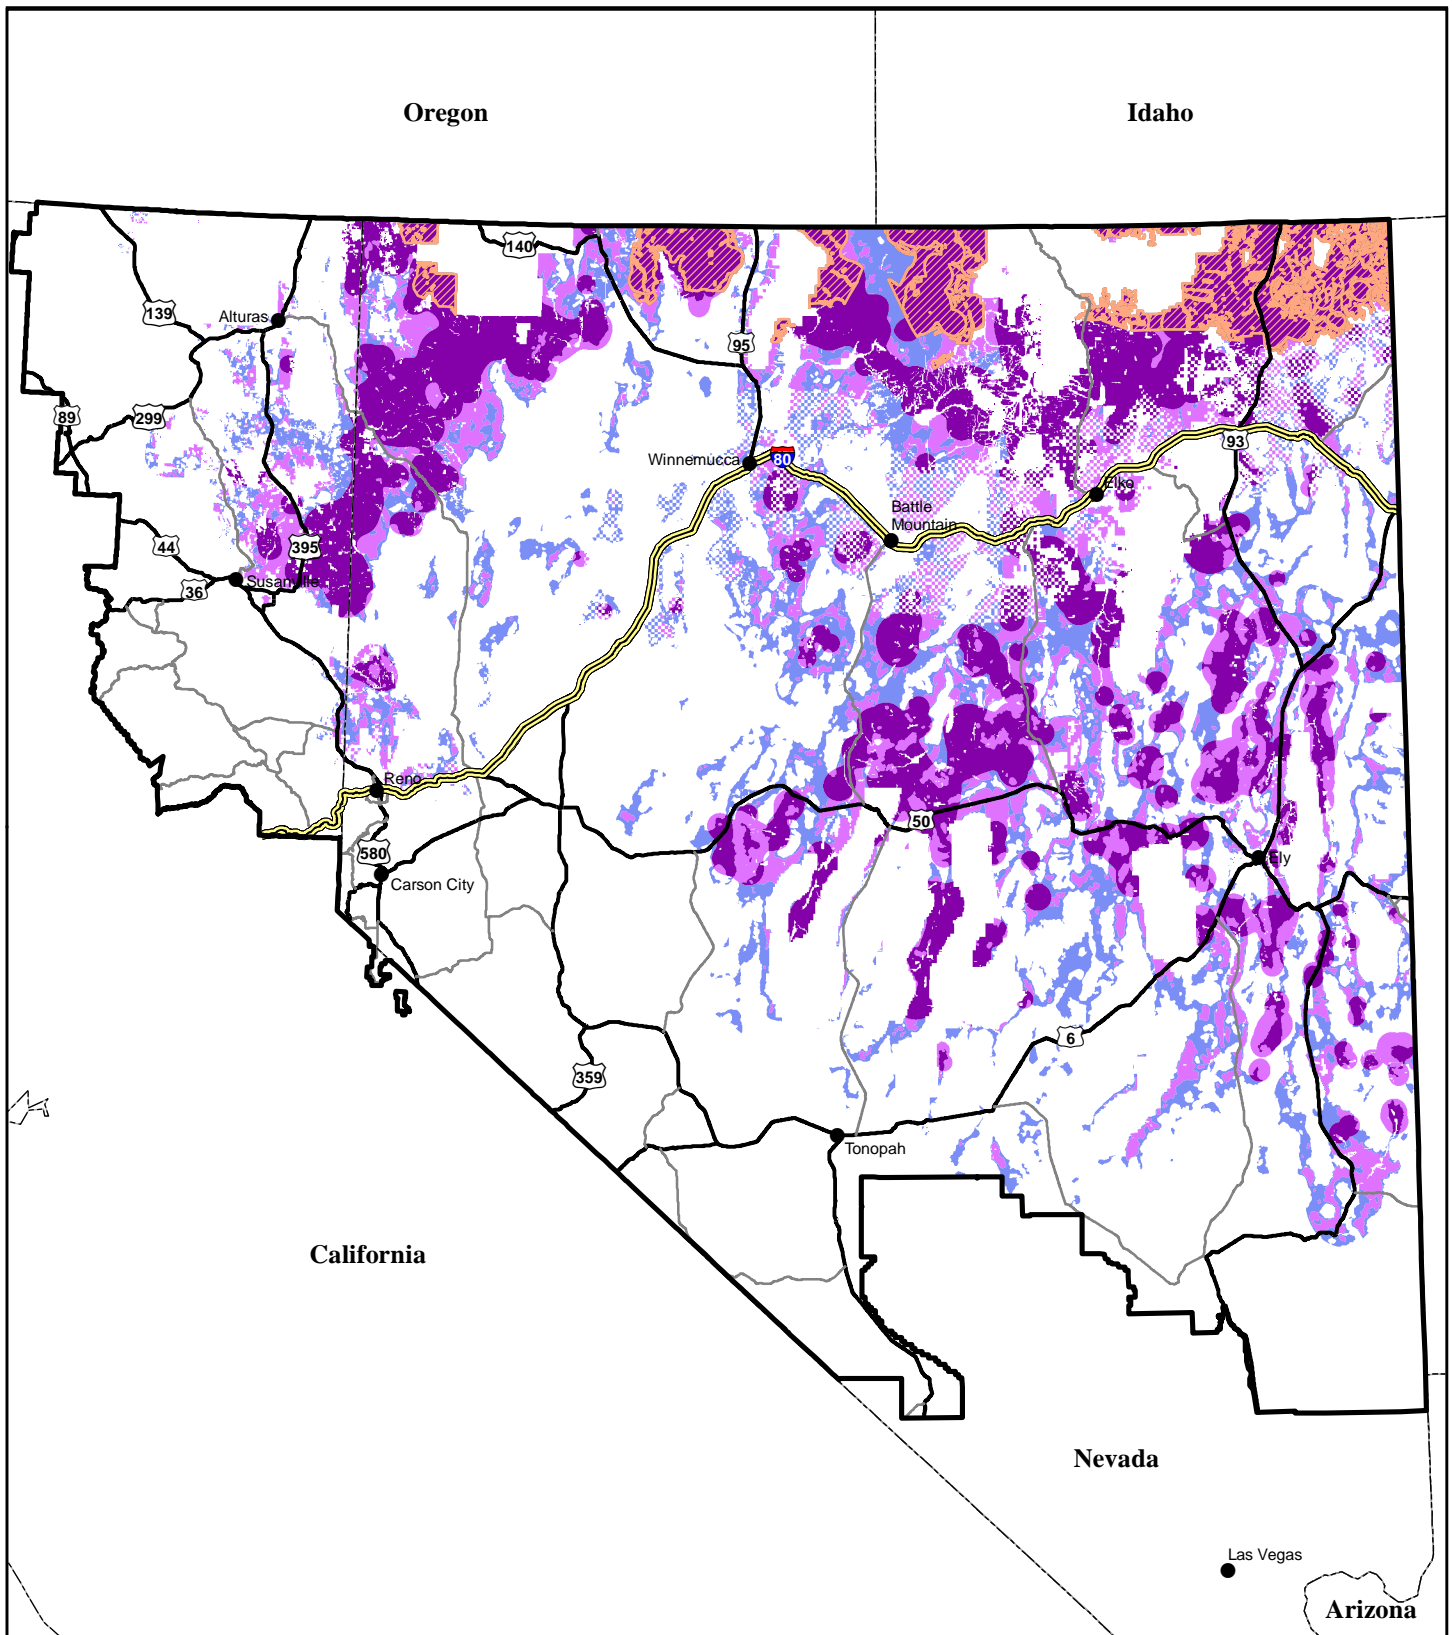 Oregon
Idaho
140
139
Alturas
95
89
299
93
Winnemucca
80
Elko
Battle
Mountain
44
395
Susanville
36
Reno
50
580
Ely
Carson City
6
359
Tonopah
California
Nevada
Las Vegas
Arizona